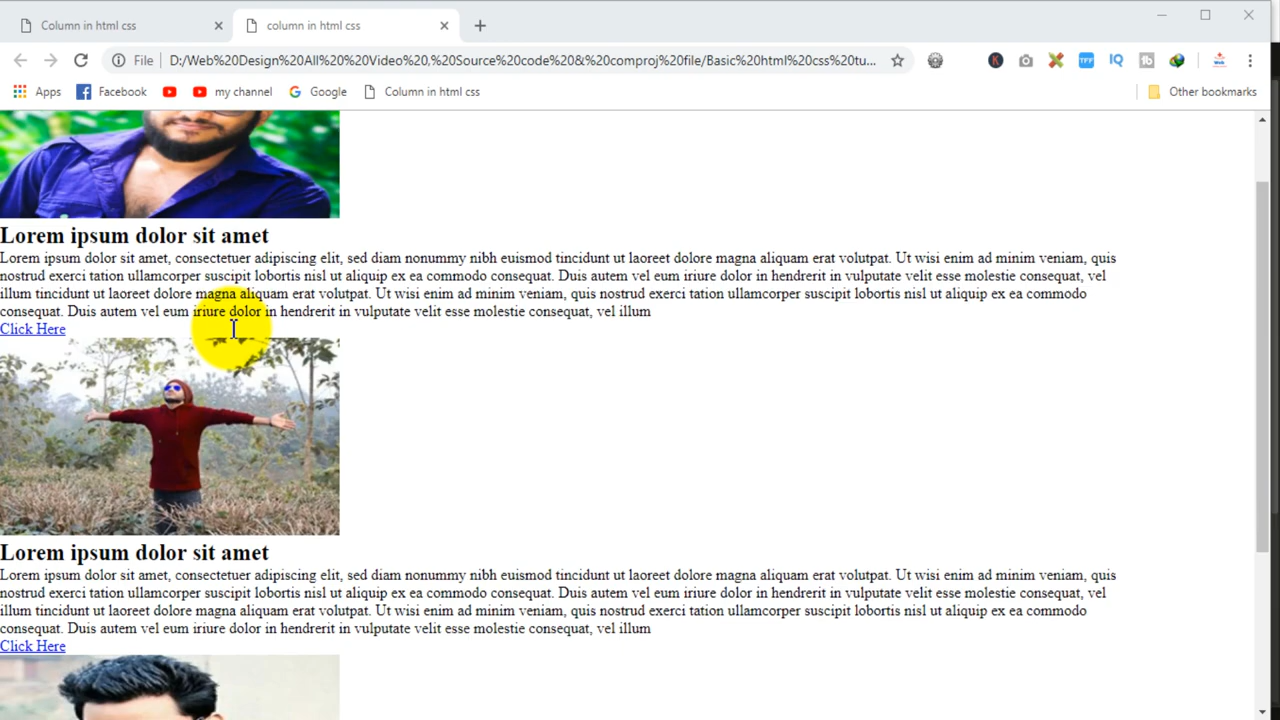 Column in html css
column in html css
File
D:/Web%20Design%20All%20%20Video%20,%20Source%20code%20&%20comproj%20file/Basic%20html%20css%20tu...
Apps
Facebook
my channel
Google
Column in html css
Other bookmarks
Lorem ipsum dolor sit amet
Lorem ipsum dolor sit amet, consectetuer adipiscing elit, sed diam nonummy nibh euismod tincidunt ut laoreet dolore magna aliquam erat volutpat. Ut wisi enim ad minim veniam, quis
nostrud exerci tation ullamcorper suscipit lobortis nisl ut aliquip ex ea commodo consequat. Duis autem vel eum iriure dolor in hendrerit in vulputate velit esse molestie consequat, vel
illum tincidunt ut laoreet dolore magna aliquam erat volutpat. Ut wisi enim ad minim veniam, quis nostrud exerci tation ullamcorper suscipit lobortis nisl ut aliquip ex ea commodo
consequat. Duis autem vel eum iriure dolor in hendrerit in vulputate velit esse molestie consequat, vel illum
Click Here
Lorem ipsum dolor sit amet
Lorem ipsum dolor sit amet, consectetuer adipiscing elit, sed diam nonummy nibh euismod tincidunt ut laoreet dolore magna aliquam erat volutpat. Ut wisi enim ad minim veniam, quis
nostrud exerci tation ullamcorper suscipit lobortis nisl ut aliquip ex ea commodo consequat. Duis autem vel eum iriure dolor in hendrerit in vulputate velit esse molestie consequat, vel
illum tincidunt ut laoreet dolore magna aliquam erat volutpat. Ut wisi enim ad minim veniam, quis nostrud exerci tation ullamcorper suscipit lobortis nisl ut aliquip ex ea commodo
consequat. Duis autem vel eum iriure dolor in hendrerit in vulputate velit esse molestie consequat, vel illum
Click Here